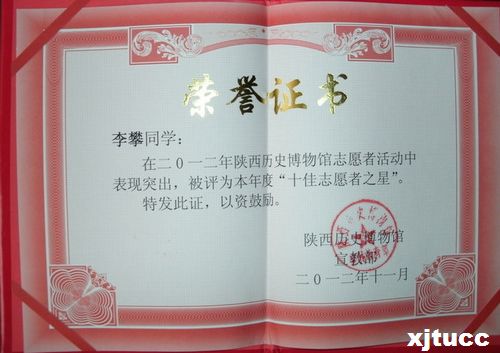 荣誉证书
李攀同学：
在二〇一二年陕西历史博物馆志愿者活动中
表现突出，被评为本年度“十佳志愿者之星”。
特发此证，以资鼓励。
陕西历史博物馆
宣教部
二〇一二年十一月
xjtucc